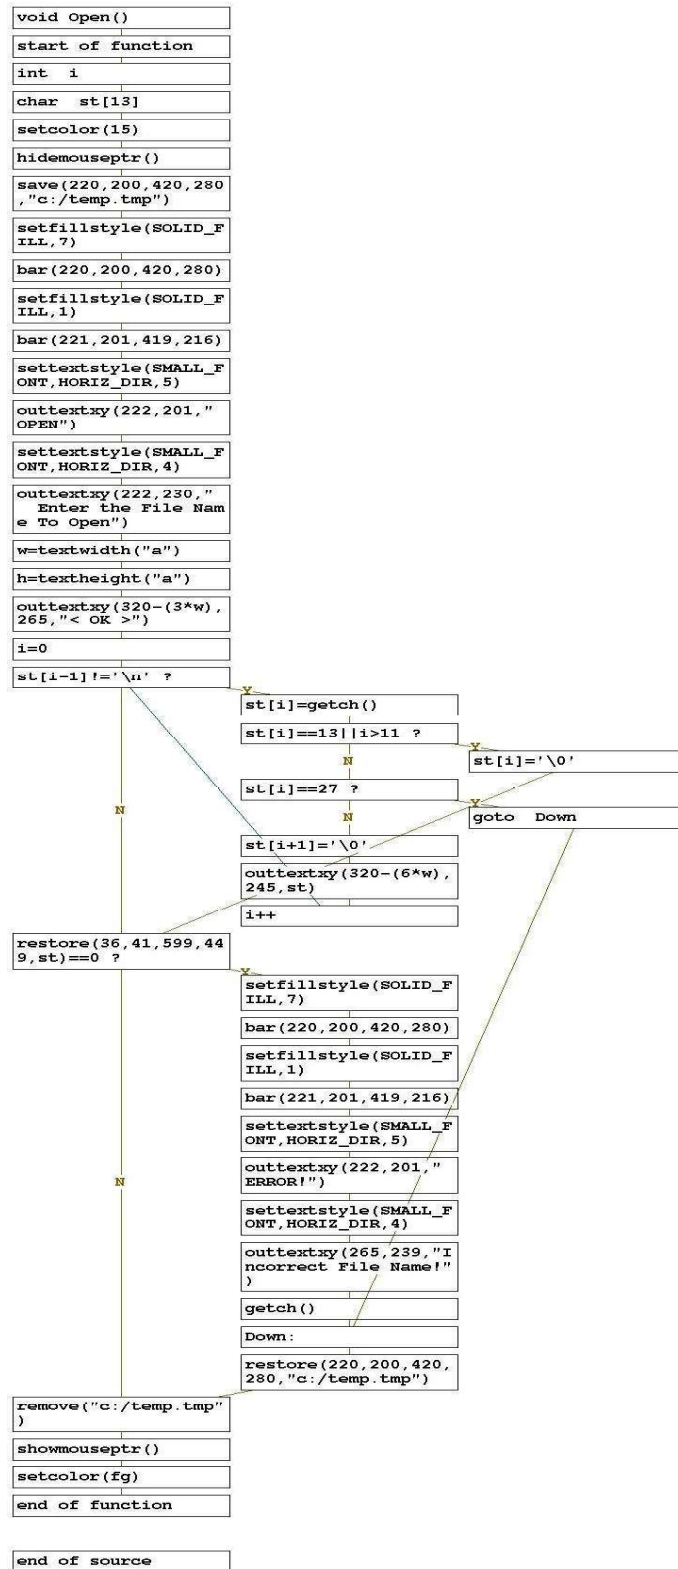 void Open()
start of function
int  i
char  st[13]
setcolor(15)
hidemouseptr()
save(220,200,420,280
,"c:/temp.tmp")
setfillstyle(SOLID_F
ILL,7)
bar(220,200,420,280)
setfillstyle(SOLID_F
ILL,1)
bar(221,201,419,216)
settextstyle(SMALL_F
ONT,HORIZ_DIR,5)
outtextxy(222,201,"
OPEN")
settextstyle(SMALL_F
ONT,HORIZ_DIR,4)
outtextxy(222,230,"
  Enter the File Nam
e To Open")
w=textwidth("a")
h=textheight("a")
outtextxy(320-(3*w),
265,"< OK >")
i=0
st[i-1]!='\n' ?
Y
st[i]=getch()
st[i]==13||i>11 ?
Y
N
st[i]='\0'
st[i]==27 ?
Y
N
N
goto  Down
st[i+1]='\0'
outtextxy(320-(6*w),
245,st)
i++
restore(36,41,599,44
9,st)==0 ?
Y
setfillstyle(SOLID_F
ILL,7)
bar(220,200,420,280)
setfillstyle(SOLID_F
ILL,1)
bar(221,201,419,216)
settextstyle(SMALL_F
ONT,HORIZ_DIR,5)
outtextxy(222,201,"
ERROR!")
N
settextstyle(SMALL_F
ONT,HORIZ_DIR,4)
outtextxy(265,239,"I
ncorrect File Name!"
)
getch()
Down:
restore(220,200,420,
280,"c:/temp.tmp")
remove("c:/temp.tmp"
)
showmouseptr()
setcolor(fg)
end of function
end of source